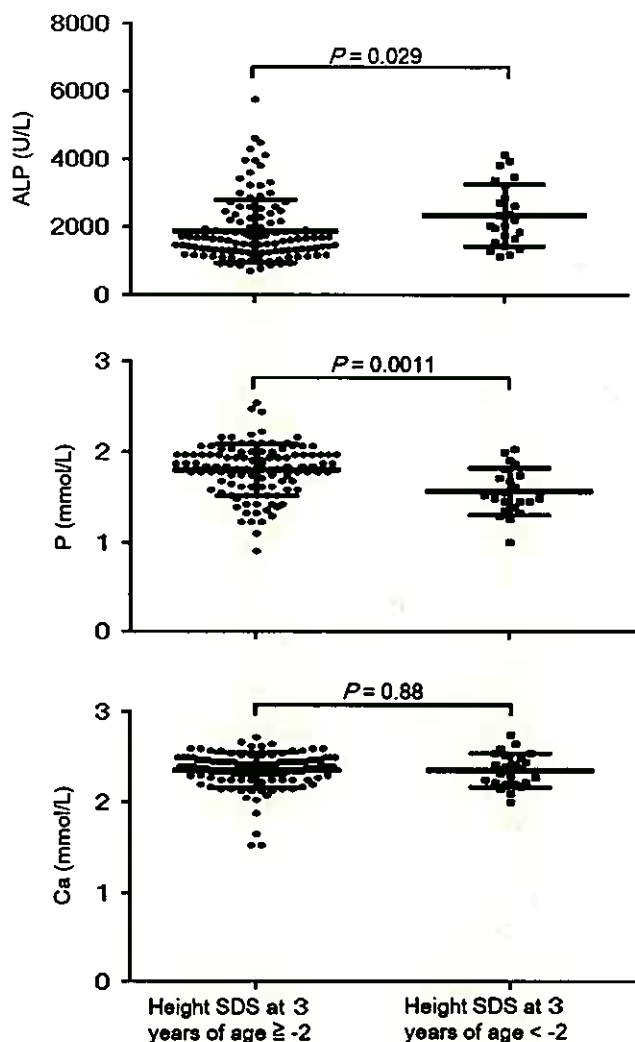 8000
6000
4000
2000
0
ALP (U/L)
P = 0.029
3
2
1
0
P (mmol/L)
P = 0.0011
3
2
1
0
Ca (mmol/L)
P = 0.88
Height SDS at 3
years of age ≧ -2
Height SDS at 3
years of age < -2